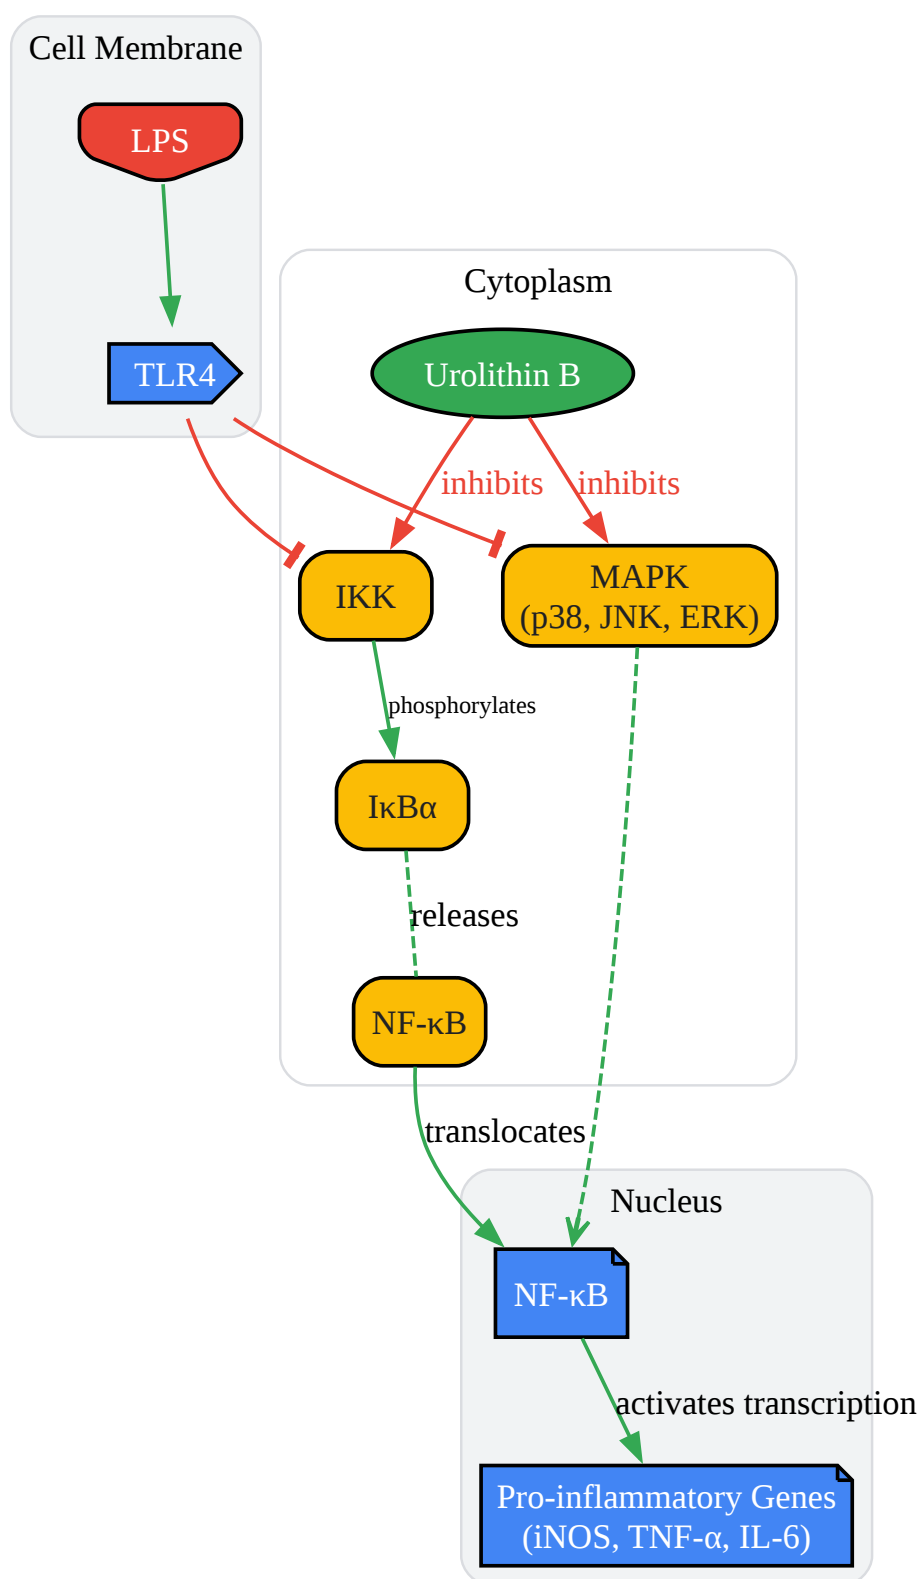 Cell Membrane
LPS
TLR4
Cytoplasm
Urolithin B
inhibits
inhibits
IKK
MAPK
(p38, JNK, ERK)
phosphorylates
IκBα
releases
NF-κB
translocates
Nucleus
NF-κB
activates transcription
Pro-inflammatory Genes
(iNOS, TNF-α, IL-6)